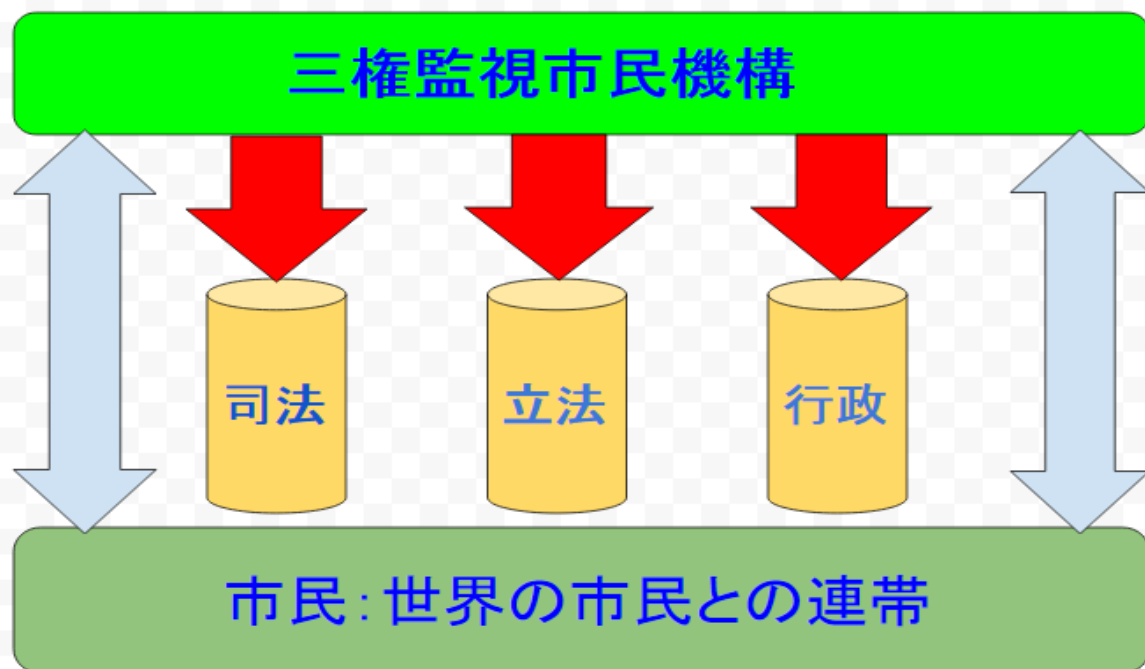 三権監視市民機構
司法
立法
行政
市民：世界の市民との連帯